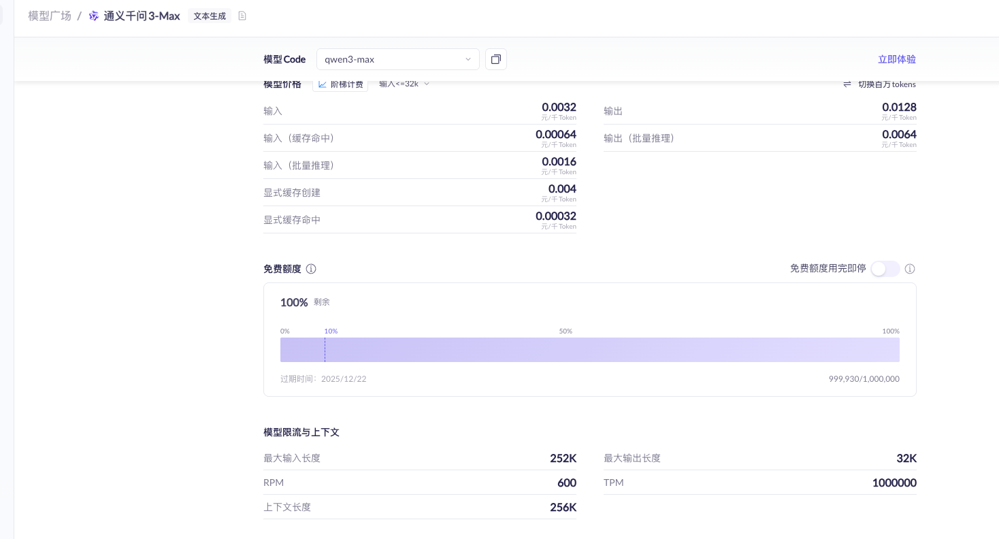 模型广场 / 通义千问3-Max 文本生成
模型Code qwen3-max 立即体验
模型价格 阶梯计费 输入<=32k 切换百万tokens
输入 0.0032 元/千Token 输出 0.0128 元/千Token
输入（缓存命中） 0.00064 元/千Token 输出（批量推理） 0.0064 元/千Token
输入（批量推理） 0.0016 元/千Token
显式缓存创建 0.004 元/千Token
显式缓存命中 0.00032 元/千Token
免费额度 免费额度用完即停
100% 剩余
0% 10% 50% 100%
过期时间：2025/12/22 999,930/1,000,000
模型限流与上下文
最大输入长度 252K 最大输出长度 32K
RPM 600 TPM 1000000
上下文长度 256K